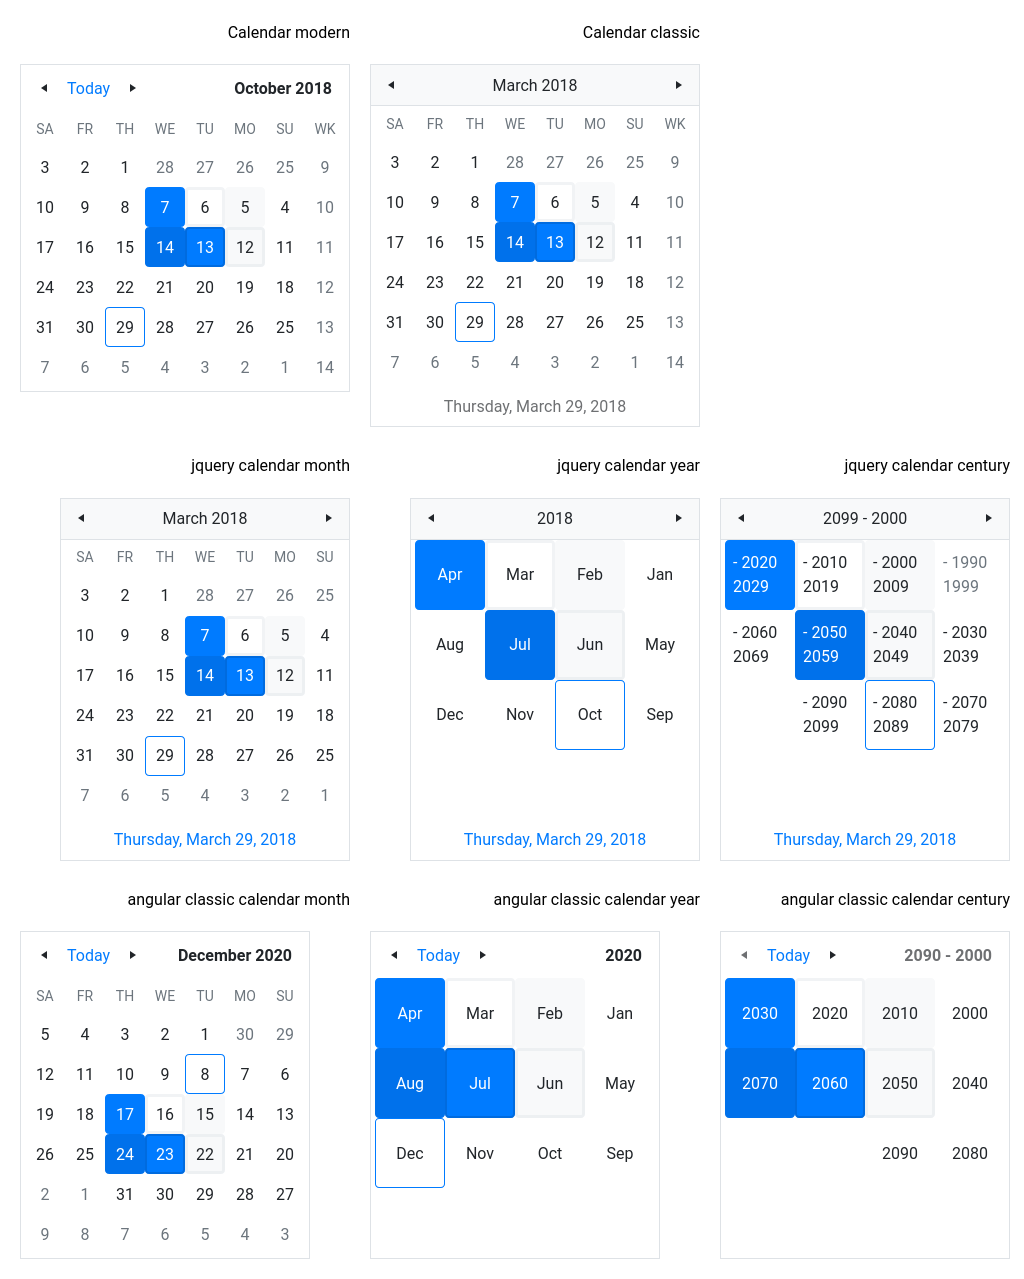 Calendar modern
Calendar classic
Today
October 2018
SA FR TH WE TU MO SU WK
3 2 1 28 27 26 25 9
10 9 8 7 6 5 4 10
17 16 15 14 13 12 11 11
24 23 22 21 20 19 18 12
31 30 29 28 27 26 25 13
7 6 5 4 3 2 1 14
March 2018
SA FR TH WE TU MO SU WK
3 2 1 28 27 26 25 9
10 9 8 7 6 5 4 10
17 16 15 14 13 12 11 11
24 23 22 21 20 19 18 12
31 30 29 28 27 26 25 13
7 6 5 4 3 2 1 14
Thursday, March 29, 2018
jquery calendar month
jquery calendar year
jquery calendar century
March 2018
SA FR TH WE TU MO SU
3 2 1 28 27 26 25
10 9 8 7 6 5 4
17 16 15 14 13 12 11
24 23 22 21 20 19 18
31 30 29 28 27 26 25
7 6 5 4 3 2 1
Thursday, March 29, 2018
2018
Apr Mar Feb Jan
Aug Jul Jun May
Dec Nov Oct Sep
Thursday, March 29, 2018
2099 - 2000
- 2020 - 2010 - 2000 - 1990
2029 2019 2009 1999
- 2060 - 2050 - 2040 - 2030
2069 2059 2049 2039
- 2090 - 2080 - 2070
2099 2089 2079
Thursday, March 29, 2018
angular classic calendar month
angular classic calendar year
angular classic calendar century
Today
December 2020
SA FR TH WE TU MO SU
5 4 3 2 1 30 29
12 11 10 9 8 7 6
19 18 17 16 15 14 13
26 25 24 23 22 21 20
2 1 31 30 29 28 27
9 8 7 6 5 4 3
Today
2020
Apr Mar Feb Jan
Aug Jul Jun May
Dec Nov Oct Sep
Today
2090 - 2000
2030 2020 2010 2000
2070 2060 2050 2040
2090 2080